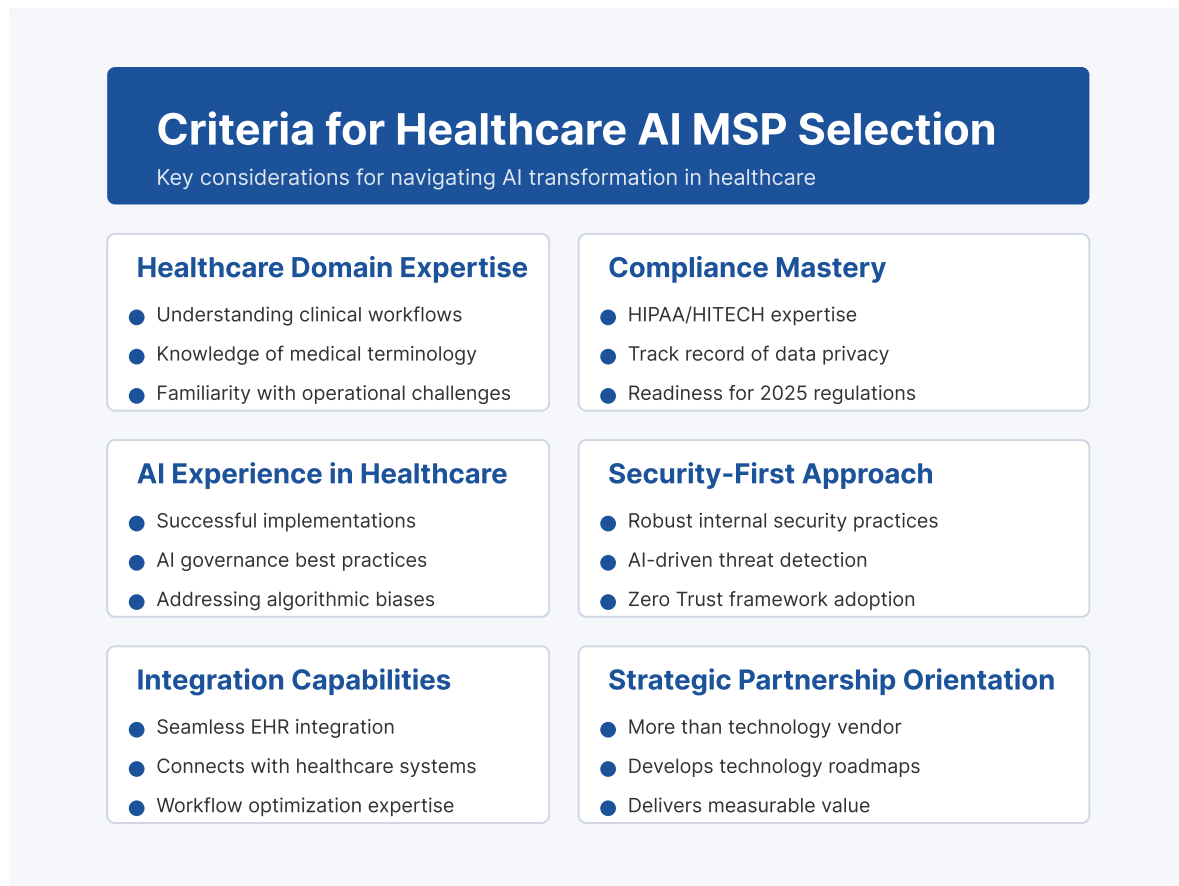 Criteria for Healthcare AI MSP Selection
Key considerations for navigating AI transformation in healthcare
Healthcare Domain Expertise
Understanding clinical workflows
Knowledge of medical terminology
Familiarity with operational challenges
Compliance Mastery
HIPAA/HITECH expertise
Track record of data privacy
Readiness for 2025 regulations
AI Experience in Healthcare
Successful implementations
AI governance best practices
Addressing algorithmic biases
Security-First Approach
Robust internal security practices
AI-driven threat detection
Zero Trust framework adoption
Integration Capabilities
Seamless EHR integration
Connects with healthcare systems
Workflow optimization expertise
Strategic Partnership Orientation
More than technology vendor
Develops technology roadmaps
Delivers measurable value